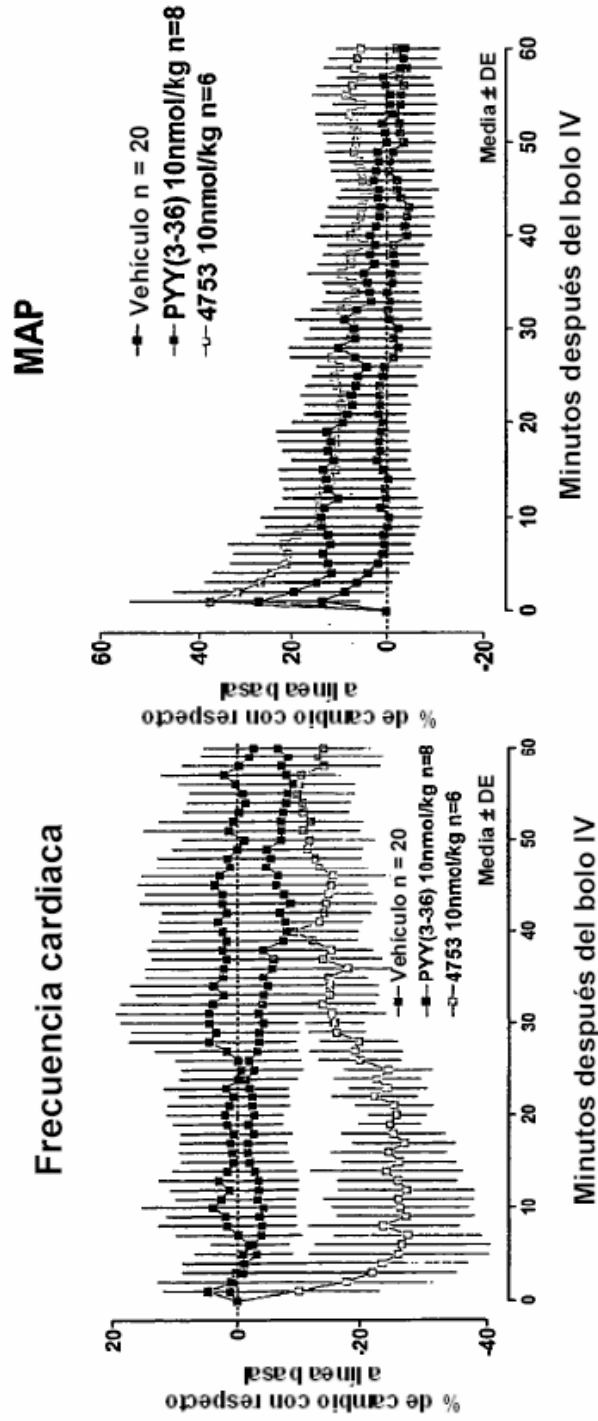 Frecuencia cardiaca
% de cambio con respecto
a línea basal
20
0
-20
-40
Vehículo n = 20
PYY(3-36) 10nmol/kg n=8
4753 10nmol/kg n=6
Media ± DE
0 10 20 30 40 50 60
Minutos después del bolo IV
MAP
% de cambio con respecto
a línea basal
60
40
20
0
-20
Vehículo n = 20
PYY(3-36) 10nmol/kg n=8
4753 10nmol/kg n=6
Media ± DE
0 10 20 30 40 50 60
Minutos después del bolo IV